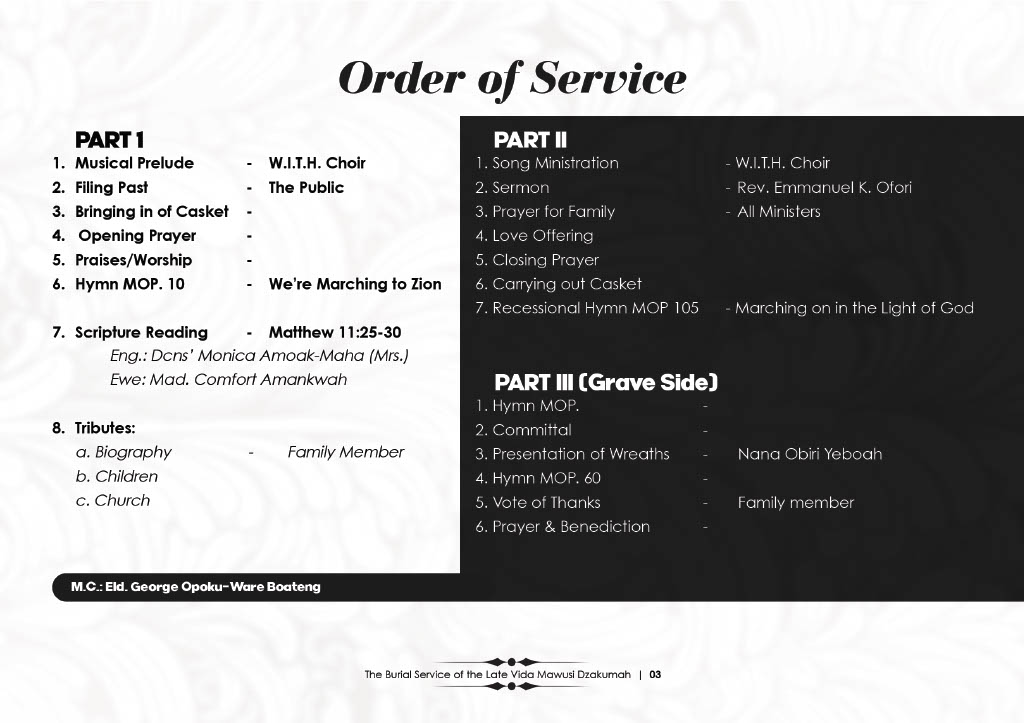 Order of Service
PART 1
1. Musical Prelude - W.I.T.H. Choir
2. Filing Past - The Public
3. Bringing in of Casket -
4. Opening Prayer -
5. Praises/Worship -
6. Hymn MOP. 10 - We're Marching to Zion
7. Scripture Reading - Matthew 11:25-30
Eng.: Dcns' Monica Amoak-Maha (Mrs.)
Ewe: Mad. Comfort Amankwah
8. Tributes:
a. Biography - Family Member
b. Children
c. Church
PART II
1. Song Ministration - W.I.T.H. Choir
2. Sermon - Rev. Emmanuel K. Ofori
3. Prayer for Family - All Ministers
4. Love Offering
5. Closing Prayer
6. Carrying out Casket
7. Recessional Hymn MOP 105 - Marching on in the Light of God
PART III (Grave Side)
1. Hymn MOP. -
2. Committal -
3. Presentation of Wreaths - Nana Obiri Yeboah
4. Hymn MOP. 60 -
5. Vote of Thanks - Family member
6. Prayer & Benediction -
M.C.: Eld. George Opoku-Ware Boateng
The Burial Service of the Late Vida Mawusi Dzakumah | 03